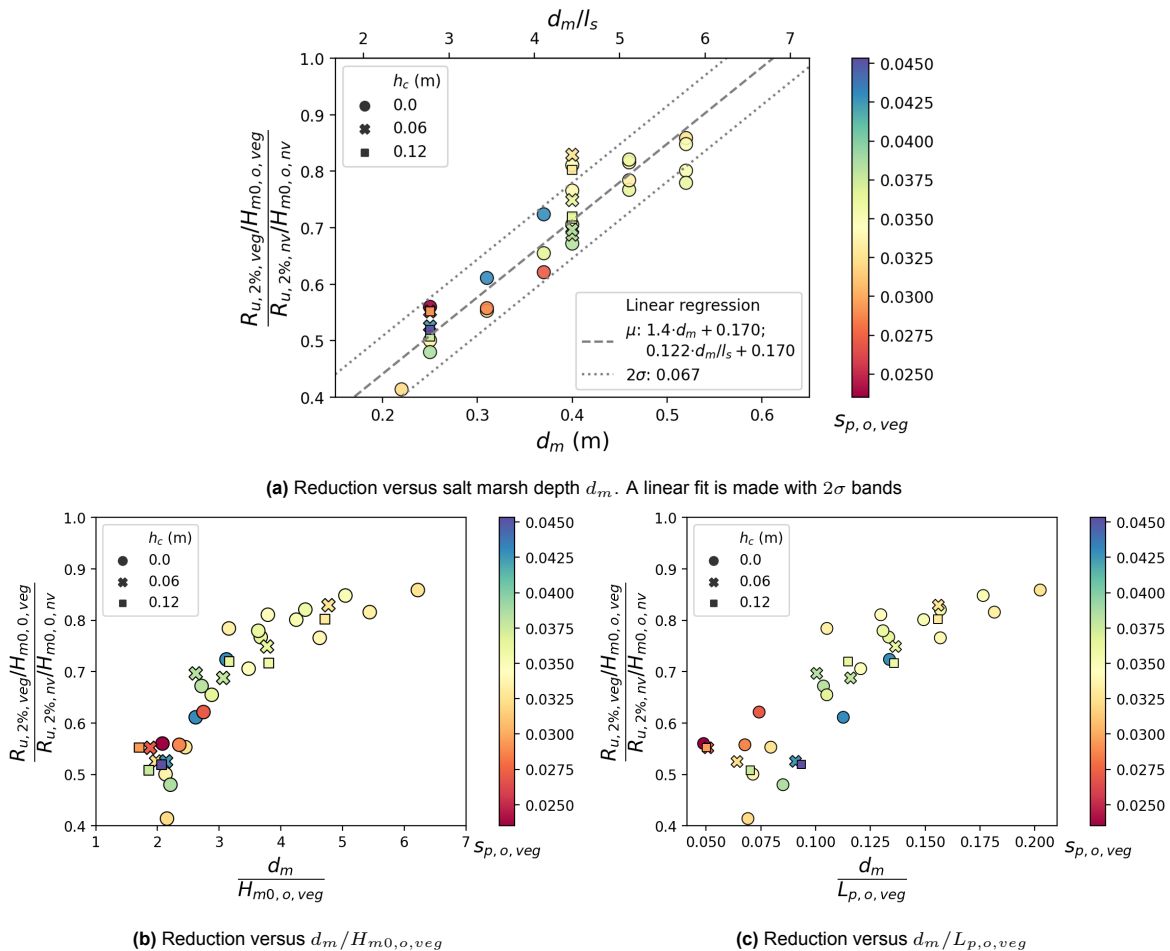 d_m/l_s
2 3 4 5 6 7
R_{u,2%,veg}/H_{m0,o,veg}
R_{u,2%,nv}/H_{m0,o,nv}
1.0
0.9
0.8
0.7
0.6
0.5
0.4
h_c (m)
0.0
0.06
0.12
Linear regression
μ: 1.4·d_m + 0.170;
0.122·d_m/l_s + 0.170
2σ: 0.067
0.2 0.3 0.4 0.5 0.6
d_m (m)
0.0450
0.0425
0.0400
0.0375
0.0350
0.0325
0.0300
0.0275
0.0250
s_{p,o,veg}
(a) Reduction versus salt marsh depth d_m. A linear fit is made with 2σ bands
R_{u,2%,veg}/H_{m0,0,veg}
R_{u,2%,nv}/H_{m0,0,nv}
1.0
0.9
0.8
0.7
0.6
0.5
0.4
h_c (m)
0.0
0.06
0.12
1 2 3 4 5 6 7
d_m
H_{m0,o,veg}
0.0450
0.0425
0.0400
0.0375
0.0350
0.0325
0.0300
0.0275
0.0250
s_{p,o,veg}
(b) Reduction versus d_m/H_{m0,o,veg}
R_{u,2%,veg}/H_{m0,o,veg}
R_{u,2%,nv}/H_{m0,o,nv}
1.0
0.9
0.8
0.7
0.6
0.5
0.4
h_c (m)
0.0
0.06
0.12
0.050 0.075 0.100 0.125 0.150 0.175 0.200
d_m
L_{p,o,veg}
0.0450
0.0425
0.0400
0.0375
0.0350
0.0325
0.0300
0.0275
0.0250
s_{p,o,veg}
(c) Reduction versus d_m/L_{p,o,veg}